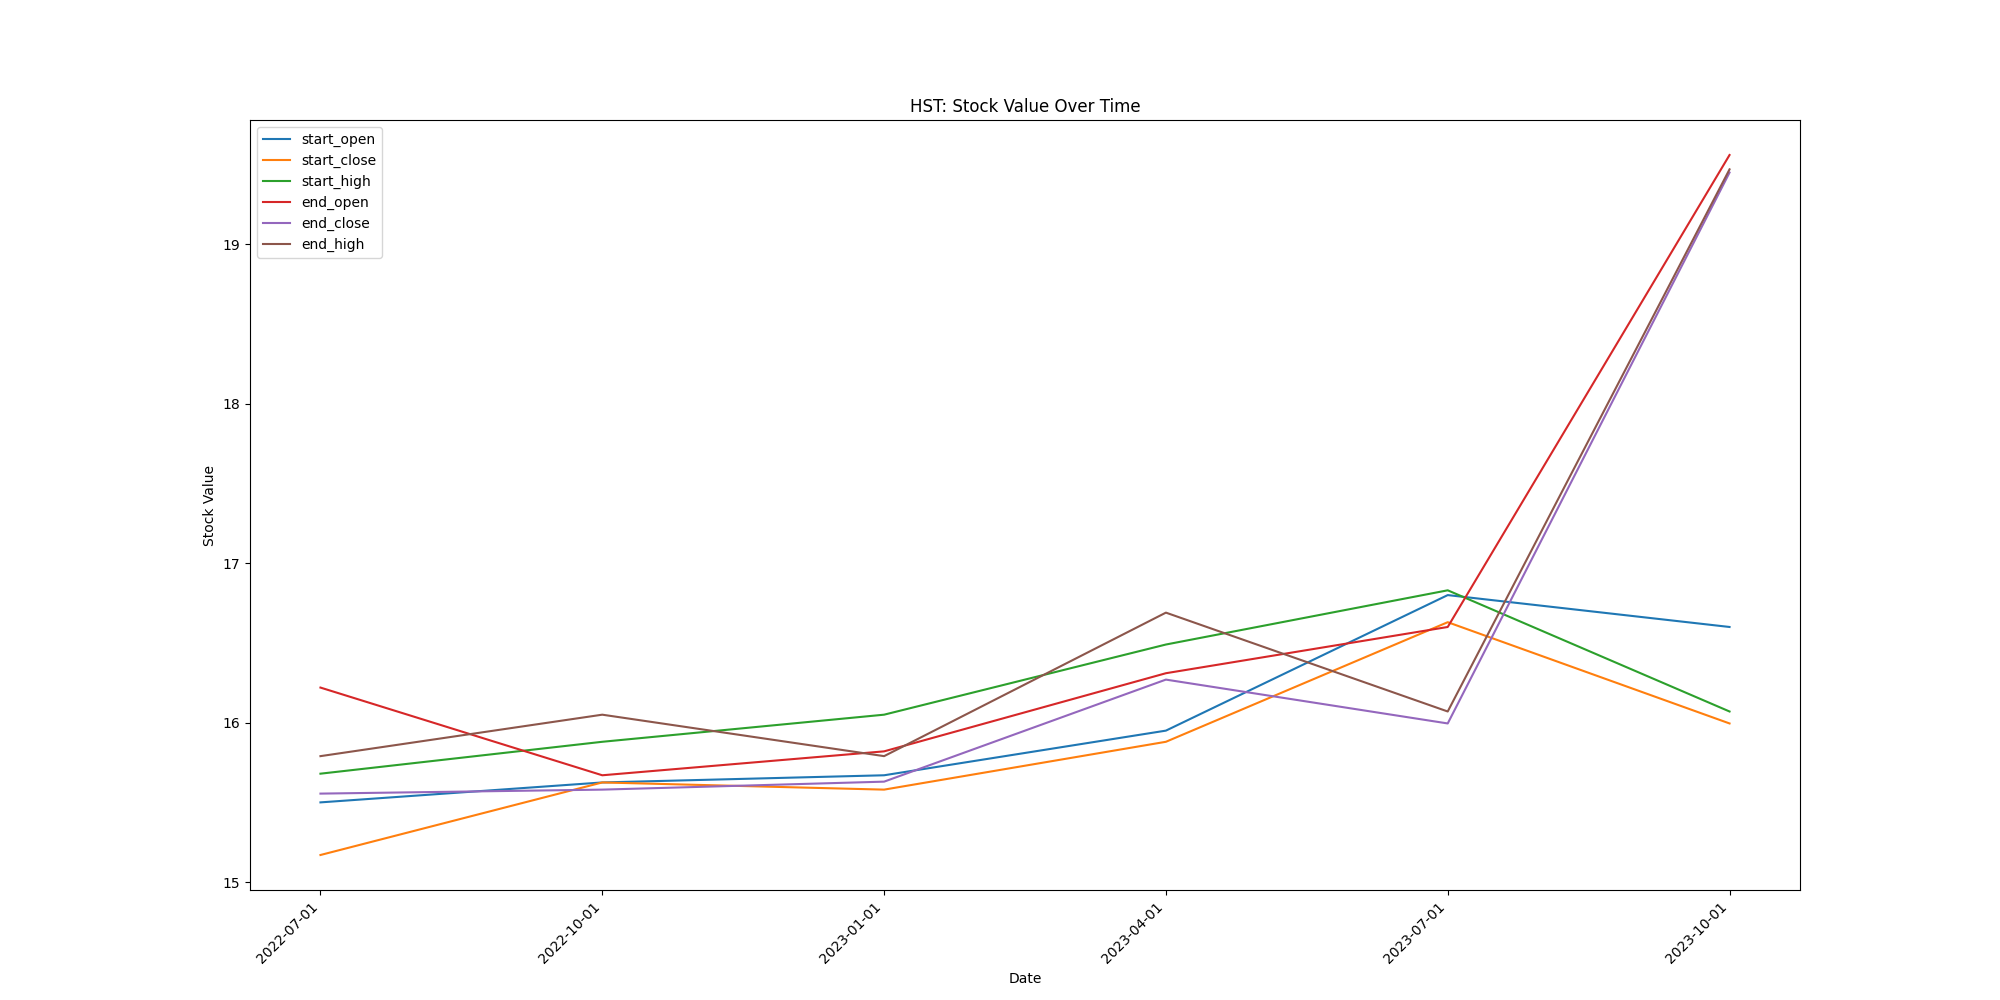 HST: Stock Value Over Time
start_open
start_close
start_high
end_open
end_close
end_high
Stock Value
19
18
17
16
15
2022-07-01
2022-10-01
2023-01-01
2023-04-01
2023-07-01
2023-10-01
Date